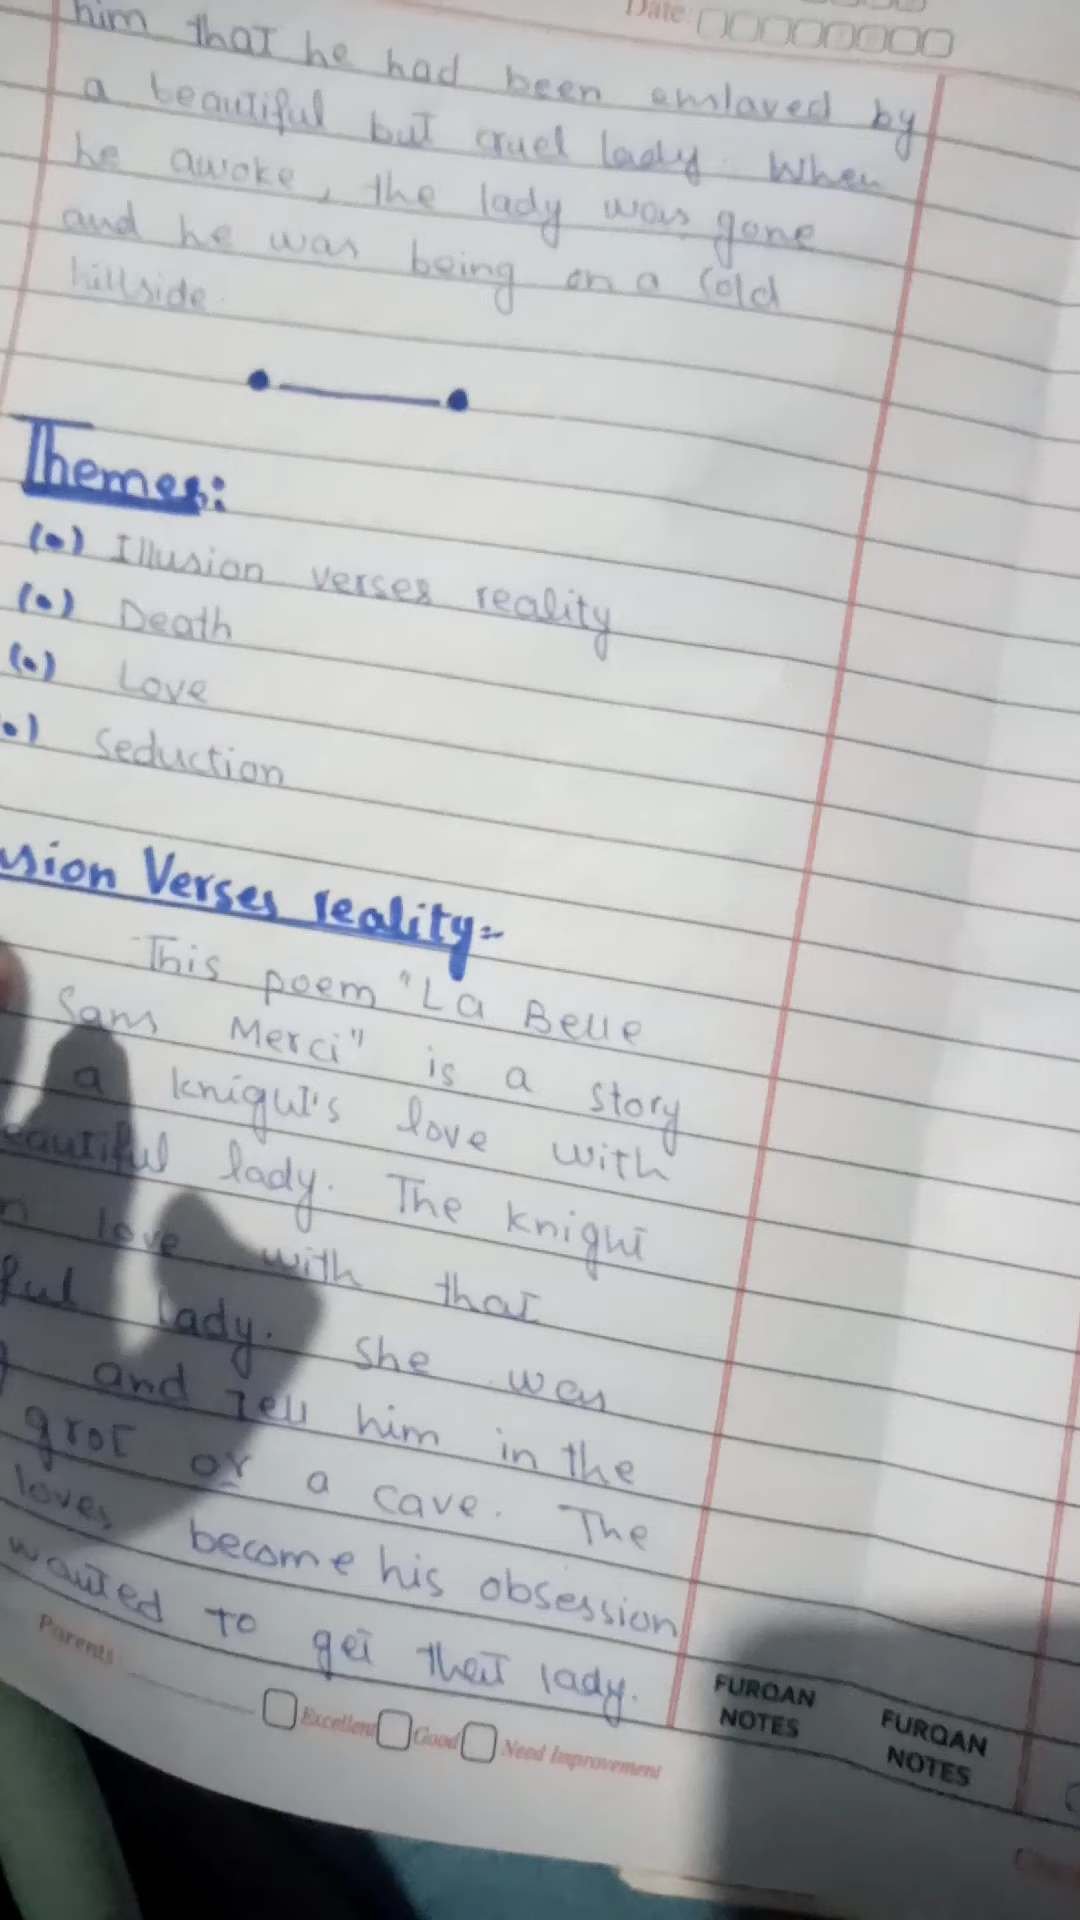 Date:
him that he had been enslaved by
a beautiful but cruel lady. When
he awoke, the lady was gone
and he was being on a cold
hillside.
Themes:
(•) Illusion verses reality
(•) Death
(•) Love
•) Seduction
usion Verses reality:-
This poem "La Belle
Sans Merci" is a story
a knight's love with
eautiful lady. The knight
n love with that
ful lady. She was
and tell him in the
grot or a cave. The
loves become his obsession
wanted to get that lady.
Parents
Excellent Good Need Improvement
FURQAN NOTES
FURQAN NOTES